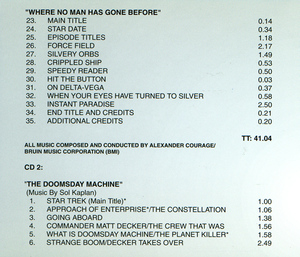 "WHERE NO MAN HAS GONE BEFORE"
23. MAIN TITLE 0.14
24. STAR DATE 0.34
25. EPISODE TITLES 1.18
26. FORCE FIELD 2.17
27. SILVERY ORBS 1.49
28. CRIPPLED SHIP 0.53
29. SPEEDY READER 0.50
30. HIT THE BUTTON 0.03
31. ON DELTA-VEGA 0.37
32. WHEN YOUR EYES HAVE TURNED TO SILVER 0.58
33. INSTANT PARADISE 2.50
34. END TITLE AND CREDITS 0.21
35. ADDITIONAL CREDITS 0.20
TT: 41.04
ALL MUSIC COMPOSED AND CONDUCTED BY ALEXANDER COURAGE/
BRUIN MUSIC CORPORATION (BMI)
CD 2:
"THE DOOMSDAY MACHINE"
(Music By Sol Kaplan)
1. STAR TREK (Main Title)* 1.00
2. APPROACH OF ENTERPRISE*/THE CONSTELLATION 1.06
3. GOING ABOARD 1.38
4. COMMANDER MATT DECKER/THE CREW THAT WAS 1.56
5. WHAT IS DOOMSDAY MACHINE/THE PLANET KILLER* 1.58
6. STRANGE BOOM/DECKER TAKES OVER 2.49